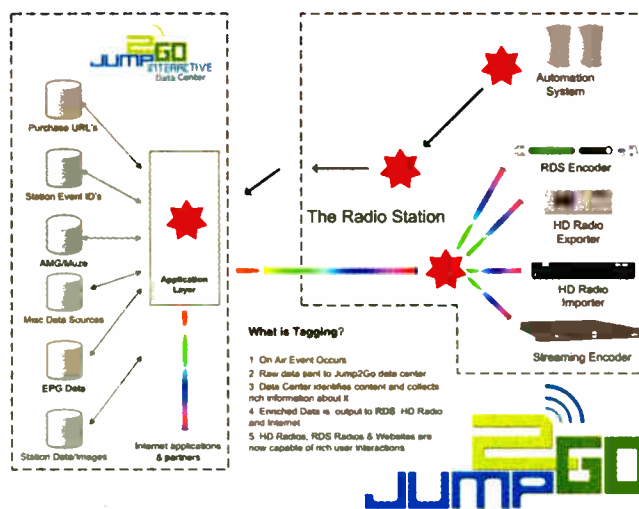 JUMP2GO
INTERACTIVE
Data Center
Purchase URL's
Station Event ID's
AMG/Muze
Misc Data Sources
EPG Data
Station Data/Images
Application
Layer
Internet applications
& partners
Automation
System
RDS Encoder
The Radio Station
HD Radio
Exporter
HD Radio
Importer
Streaming Encoder
What is Tagging?
1 On Air Event Occurs
2 Raw data sent to Jump2Go data center
3 Data Center identifies content and collects
rich information about it
4 Enriched Data is output to RDS HD Radio
and Internet
5 HD Radios, RDS Radios & Websites are
now capable of rich user interactions
JUMP2GO